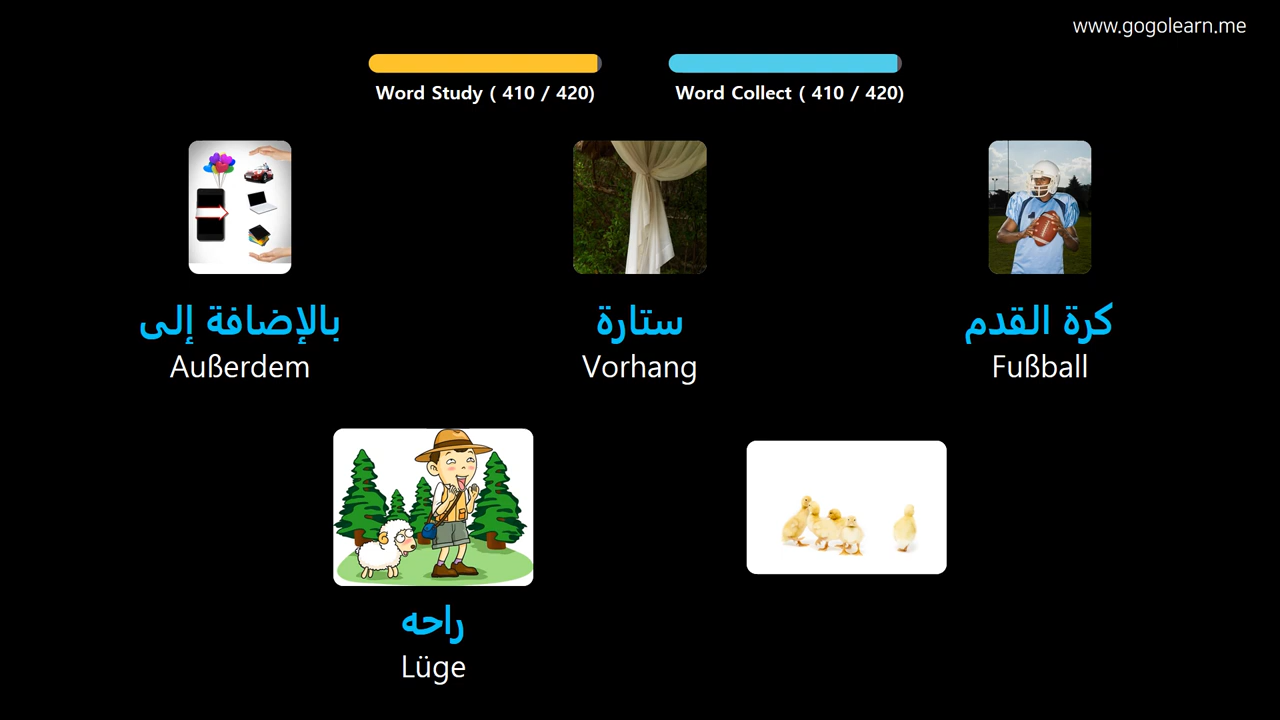 www.gogolearn.me
Word Study ( 410 / 420)
Word Collect ( 410 / 420)
بالإضافة إلى
Außerdem
ستارة
Vorhang
كرة القدم
Fußball
راحه
Lüge